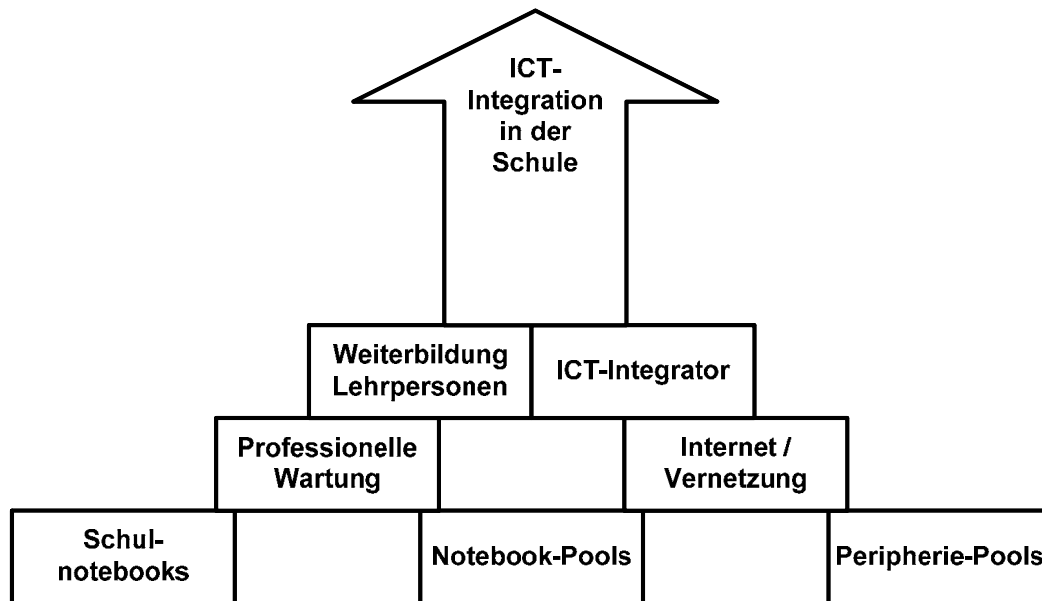 ICT-
Integration
in der
Schule
Weiterbildung
Lehrpersonen
ICT-Integrator
Professionelle
Wartung
Internet /
Vernetzung
Schul-
notebooks
Notebook-Pools
Peripherie-Pools